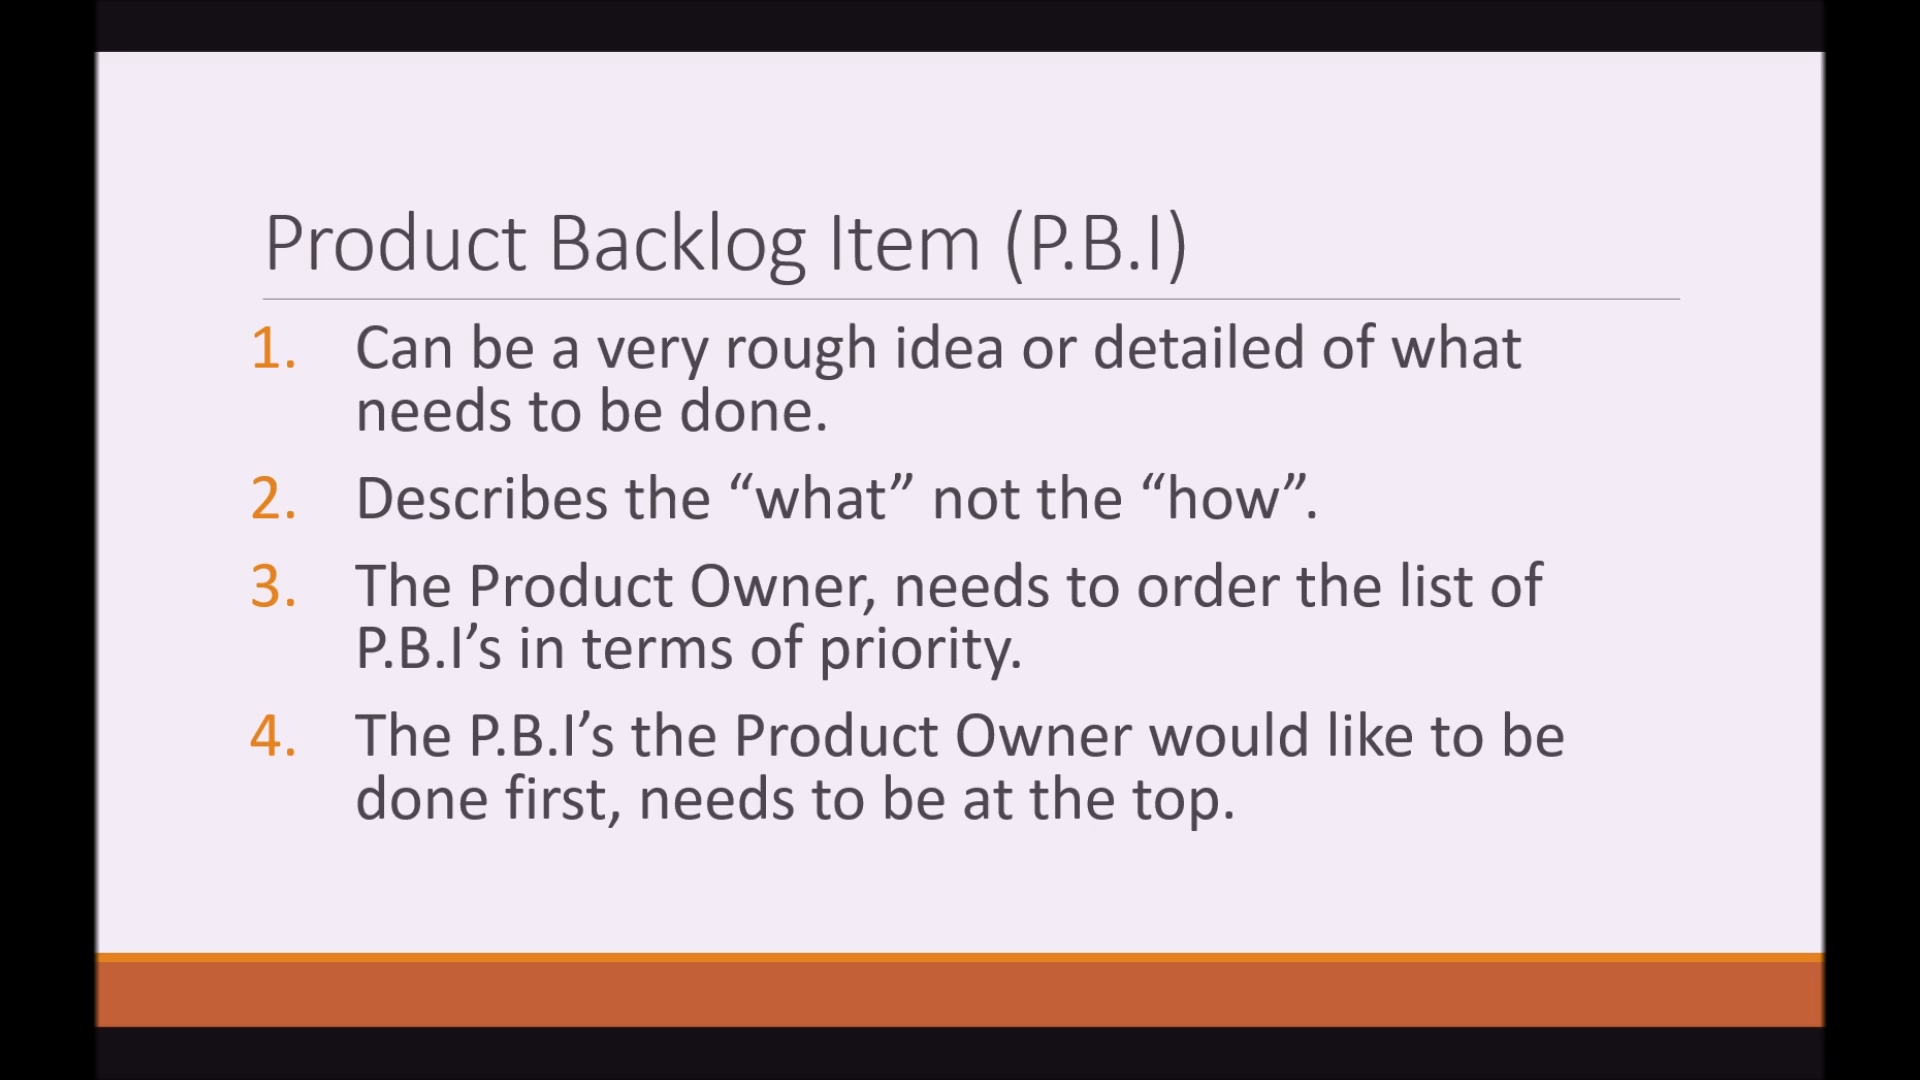 Product Backlog Item (P.B.I)
1. Can be a very rough idea or detailed of what
needs to be done.
2. Describes the “what” not the “how”.
3. The Product Owner, needs to order the list of
P.B.I’s in terms of priority.
4. The P.B.I’s the Product Owner would like to be
done first, needs to be at the top.